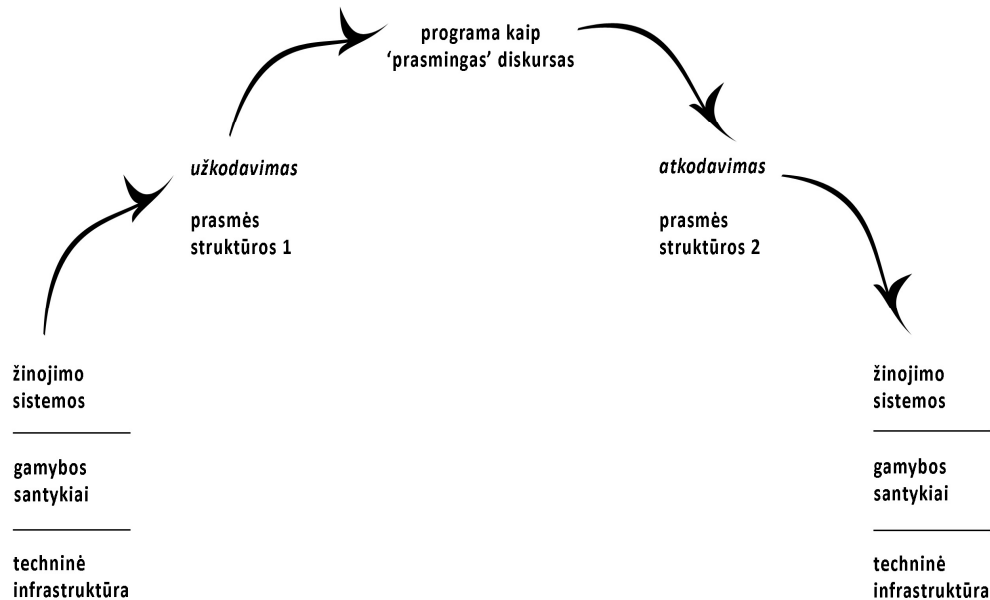 programa kaip
‘prasmingas’ diskursas
užkodavimas
prasmės
struktūros 1
atkodavimas
prasmės
struktūros 2
žinojimo
sistemos
gamybos
santykiai
techninė
infrastruktūra
žinojimo
sistemos
gamybos
santykiai
techninė
infrastruktūra